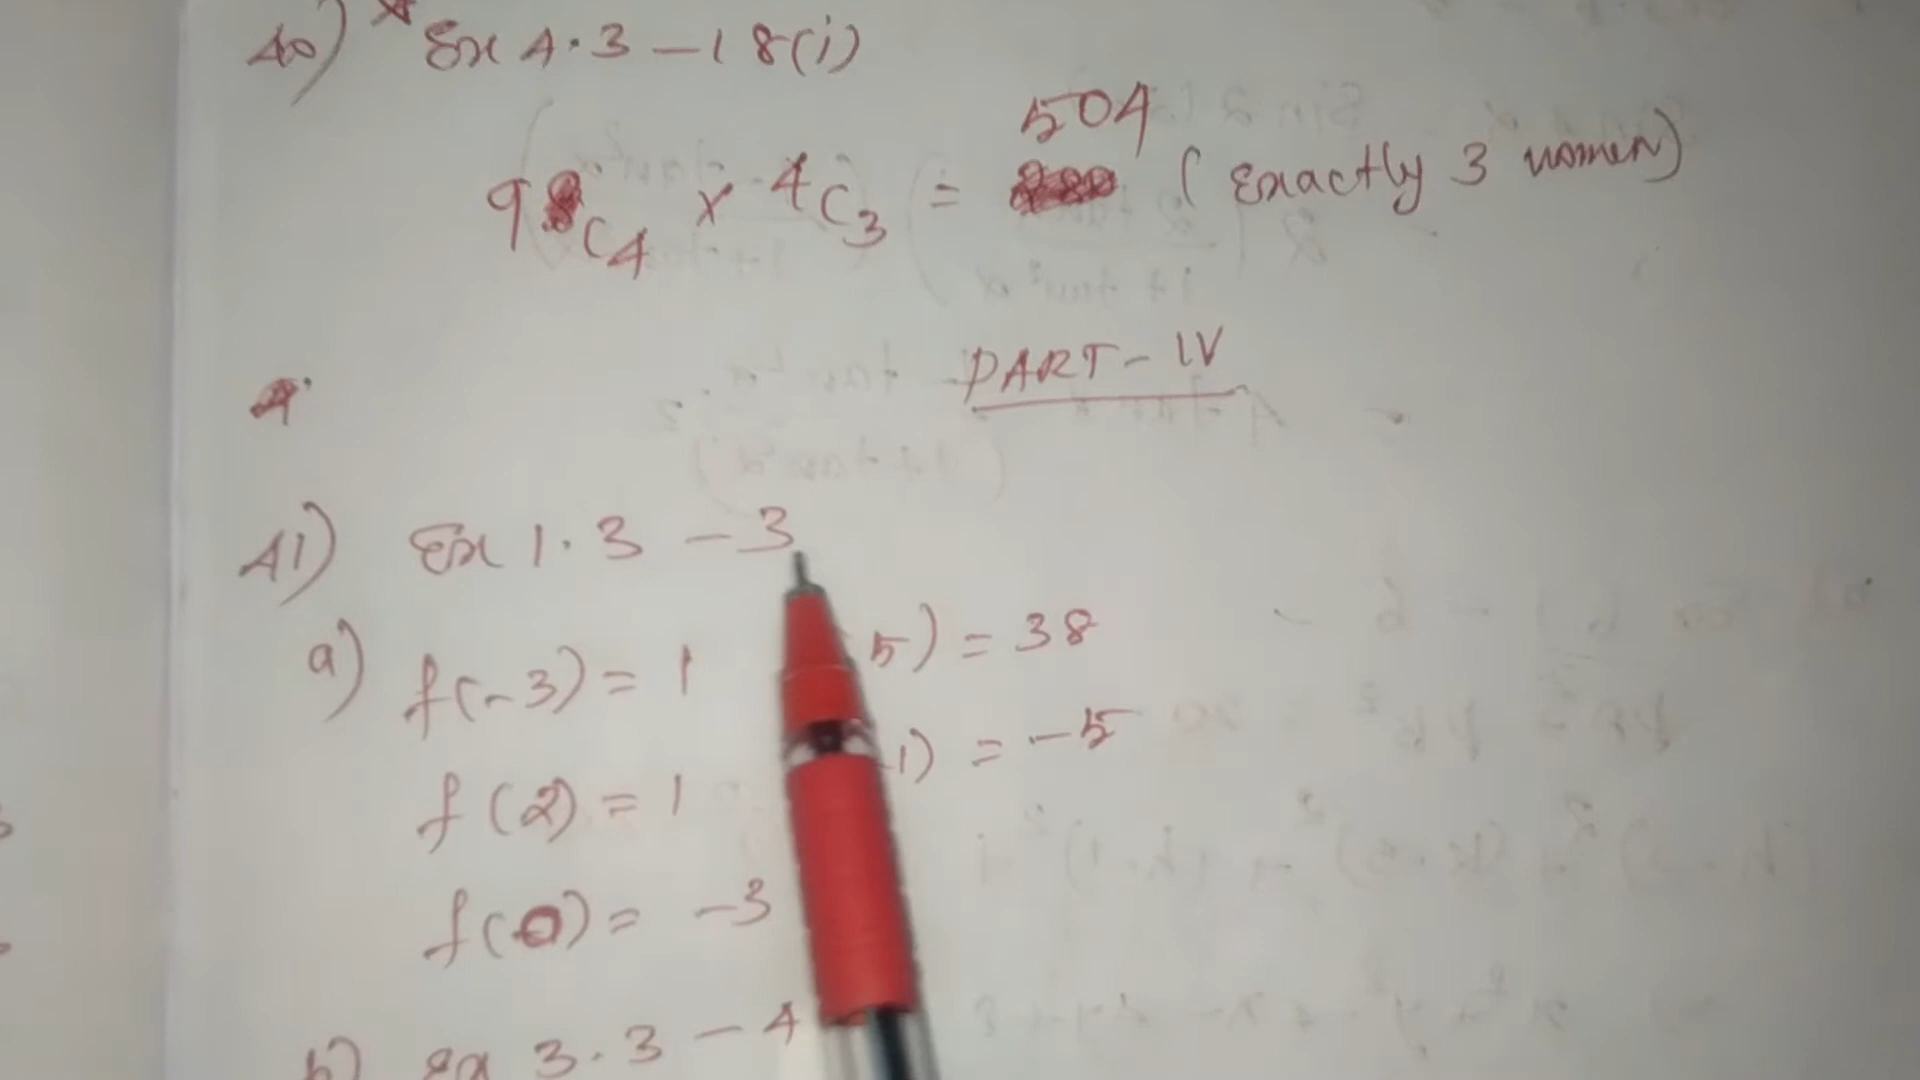 40) Ex 4.3 - 18(i)
504
9C4 x 4C3 = (Exactly 3 women)
PART - IV
41) Ex 1.3 - 3
a) f(-3) = 1 5) = 38
f(2) = 1 1) = -5
f(0) = -3
b) Ex 3.3 - 4